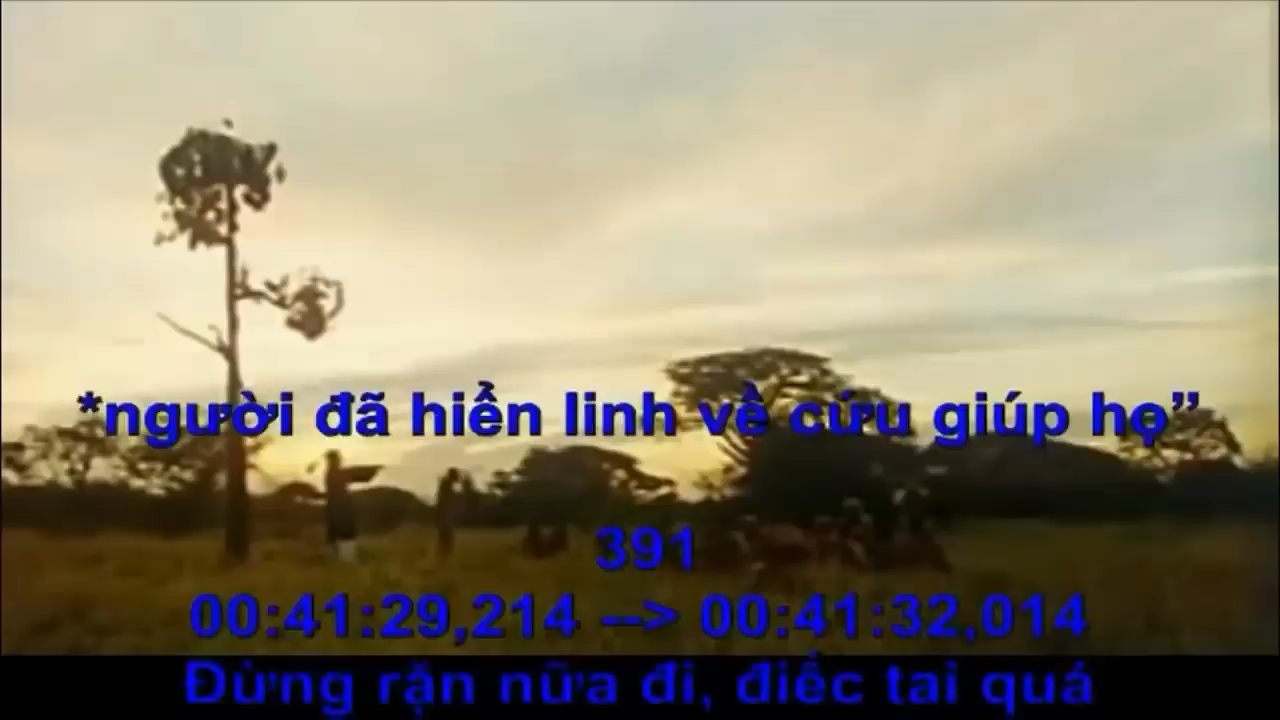 *người đã hiển linh về cứu giúp họ”
391
00:41:29,214 --> 00:41:32,014
Đừng rặn nữa đi, điếc tai quá